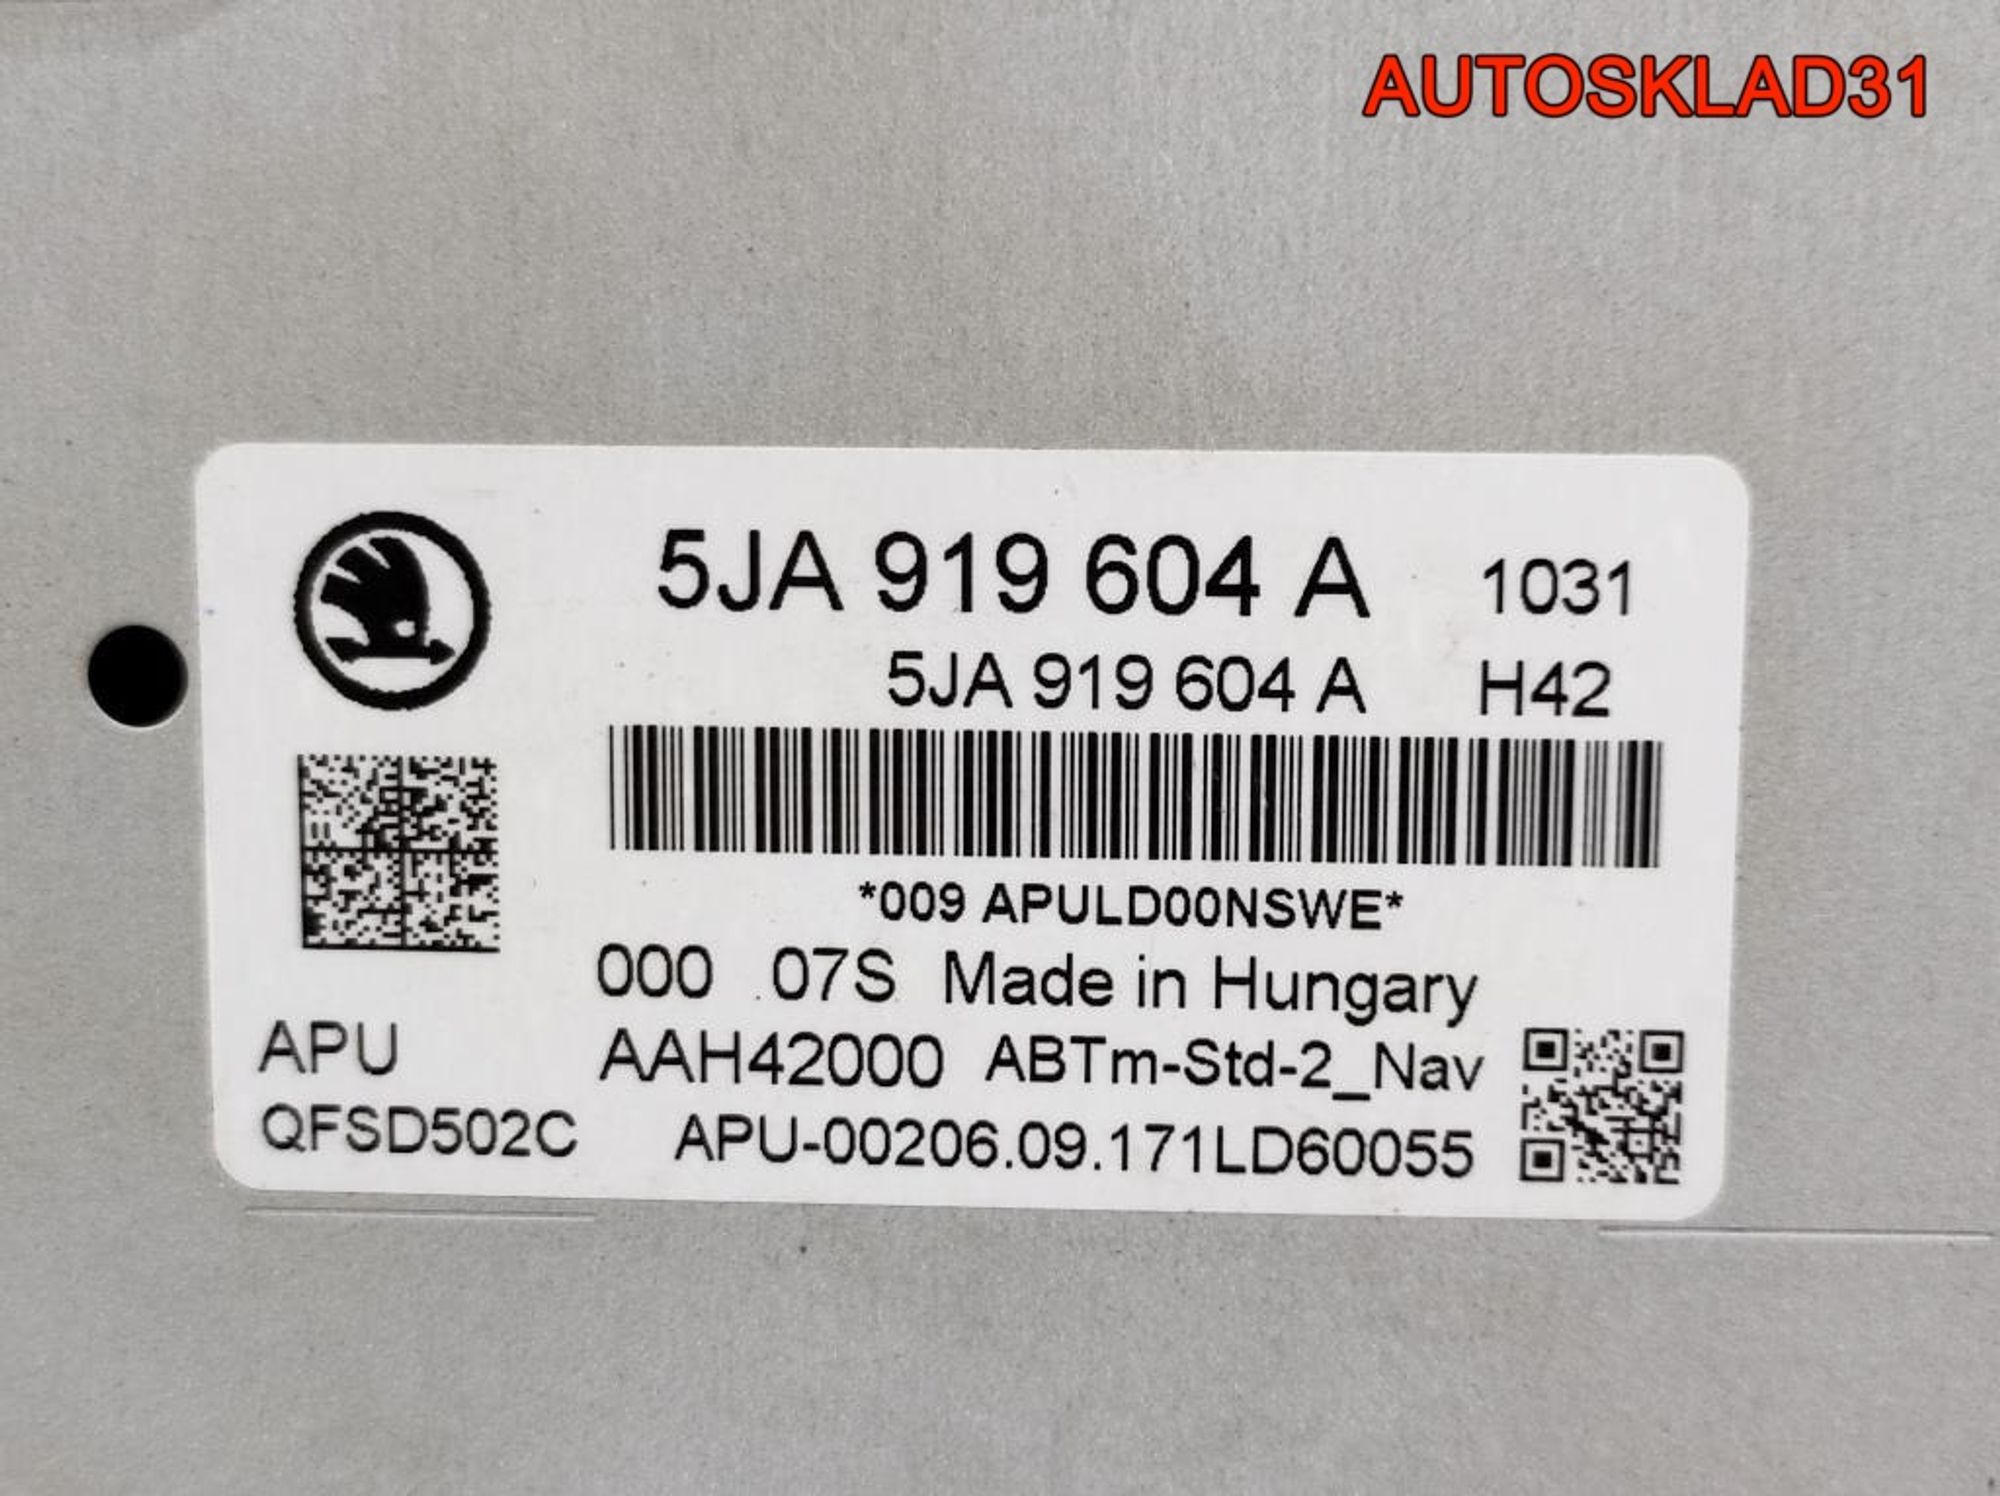 AUTOSKLAD31
5JA 919 604 A 1031
5JA 919 604 A H42
*009 APULD00NSWE*
000 07S Made in Hungary
APU AAH42000 ABTm-Std-2_Nav
QFSD502C APU-00206.09.171LD60055